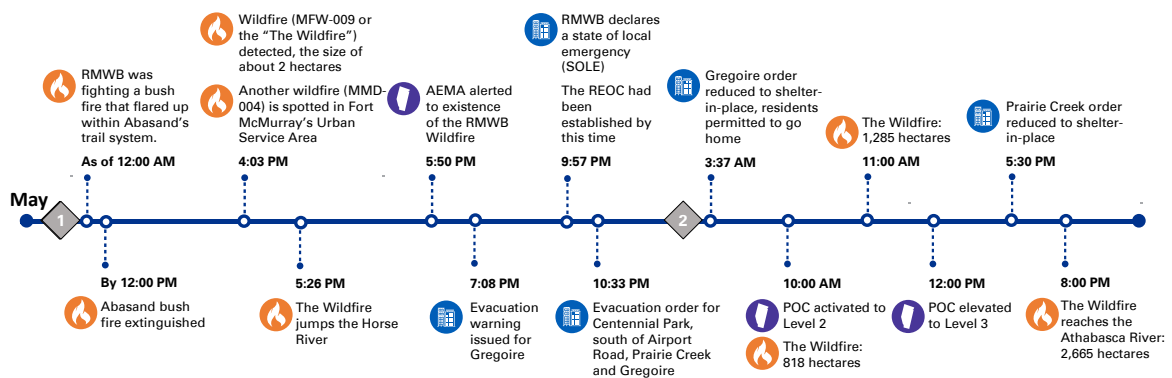 RMWB was
fighting a bush
fire that flared up
within Abasand's
trail system.
As of 12:00 AM
Wildfire (MFW-009 or
the “The Wildfire”)
detected, the size of
about 2 hectares
Another wildfire (MMD-
004) is spotted in Fort
McMurray's Urban
Service Area
4:03 PM
AEMA alerted
to existence
of the RMWB
Wildfire
5:50 PM
RMWB declares
a state of local
emergency
(SOLE)
The REOC had
been
established by
this time
9:57 PM
Gregoire order
reduced to shelter-
in-place, residents
permitted to go
home
3:37 AM
The Wildfire:
1,285 hectares
11:00 AM
Prairie Creek order
reduced to shelter-
in-place
5:30 PM
May
1
2
By 12:00 PM
Abasand bush
fire extinguished
5:26 PM
The Wildfire
jumps the Horse
River
7:08 PM
Evacuation
warning
issued for
Gregoire
10:33 PM
Evacuation order for
Centennial Park,
south of Airport
Road, Prairie Creek
and Gregoire
10:00 AM
POC activated to
Level 2
The Wildfire:
818 hectares
12:00 PM
POC elevated
to Level 3
8:00 PM
The Wildfire
reaches the
Athabasca River:
2,665 hectares